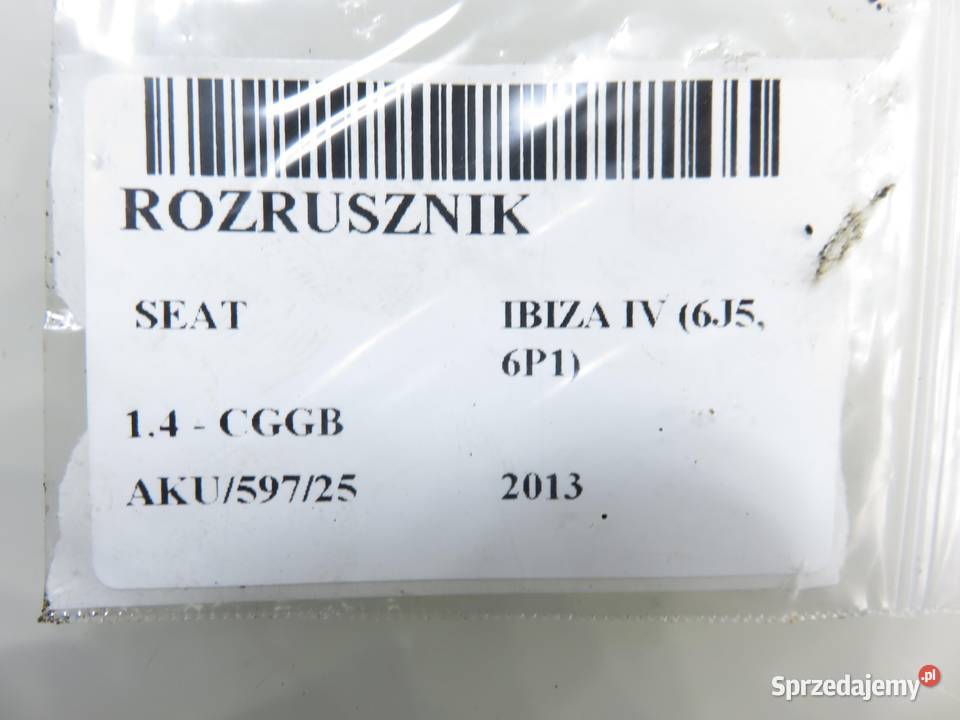 ROZRUSZNIK
SEAT IBIZA IV (6J5,
6P1)
1.4 - CGGB
AKU/597/25 2013
Sprzedajemy.pl